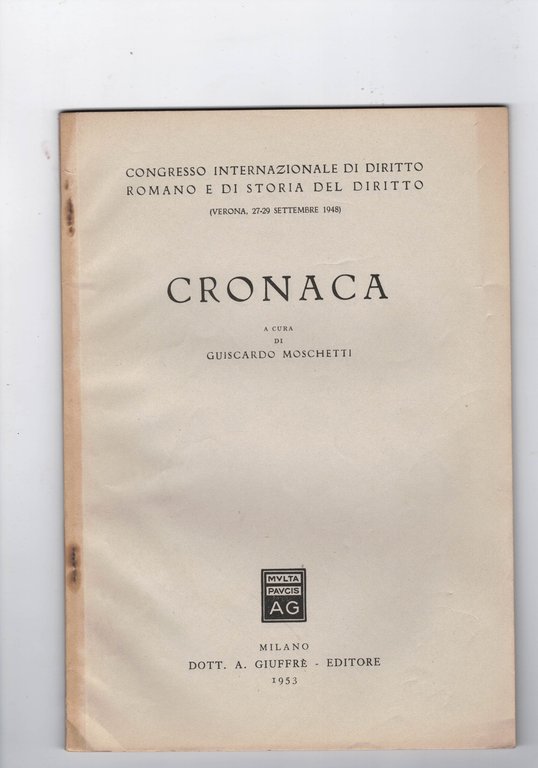 CONGRESSO INTERNAZIONALE DI DIRITTO
ROMANO E DI STORIA DEL DIRITTO
(VERONA, 27-29 SETTEMBRE 1948)
CRONACA
A CURA
DI
GUISCARDO MOSCHETTI
MVLTA
PAVCIS
AG
MILANO
DOTT. A. GIUFFRÈ - EDITORE
1953